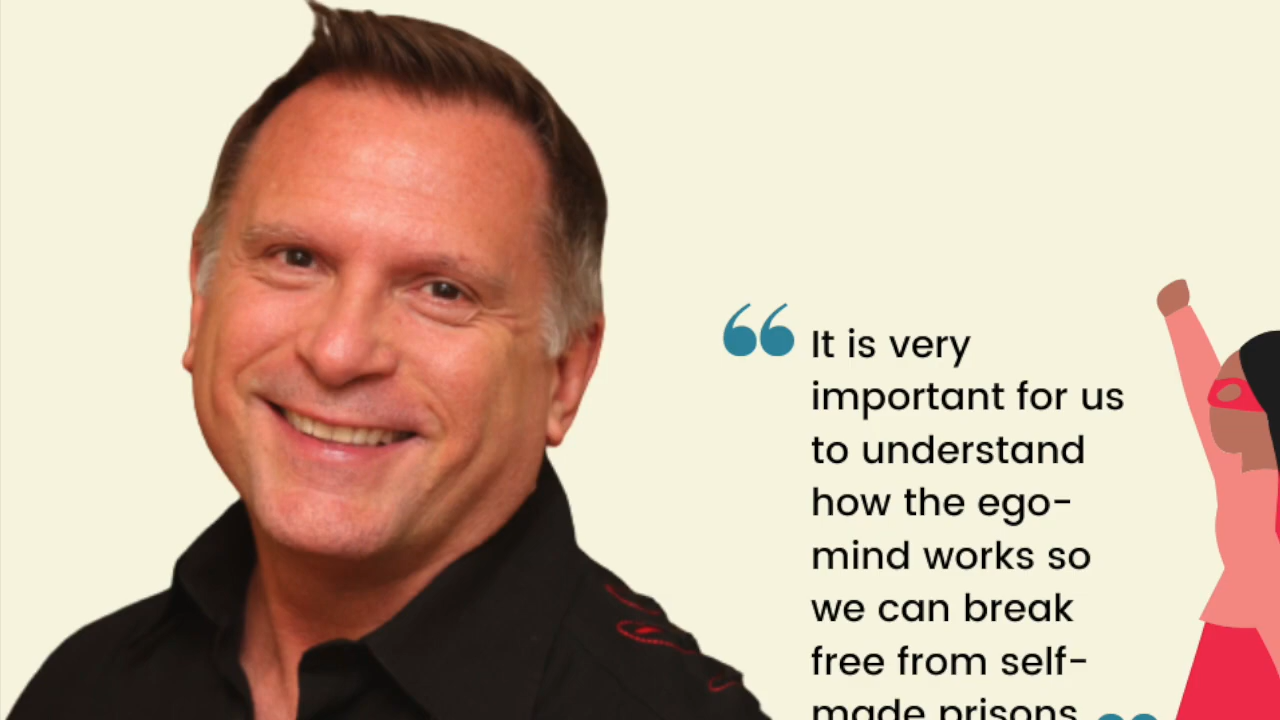 It is very
important for us
to understand
how the ego-
mind works so
we can break
free from self-
made prisons